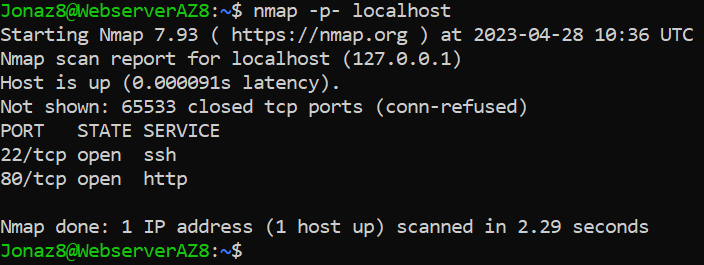 Jonaz8@WebserverAZ8:~$ nmap -p- localhost
Starting Nmap 7.93 ( https://nmap.org ) at 2023-04-28 10:36 UTC
Nmap scan report for localhost (127.0.0.1)
Host is up (0.000091s latency).
Not shown: 65533 closed tcp ports (conn-refused)
PORT   STATE SERVICE
22/tcp open  ssh
80/tcp open  http
Nmap done: 1 IP address (1 host up) scanned in 2.29 seconds
Jonaz8@WebserverAZ8:~$